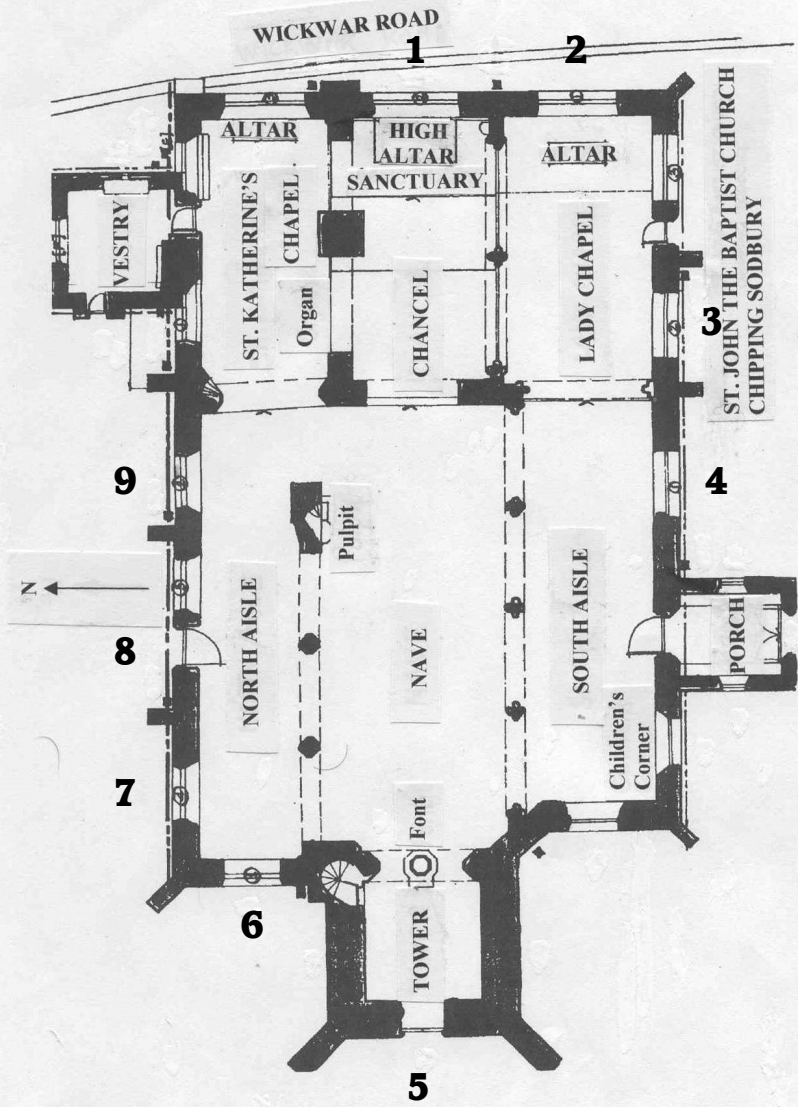 WICKWAR ROAD
1
2
ALTAR
HIGH
ALTAR
SANCTUARY
ALTAR
ST. JOHN THE BAPTIST CHURCH
CHIPPING SODBURY
VESTRY
ST. KATHERINE'S
CHAPEL
Organ
CHANCEL
LADY CHAPEL
3
9
4
Pulpit
N
8
NORTH AISLE
NAVE
SOUTH AISLE
PORCH
7
Children's
Corner
Font
6
TOWER
5